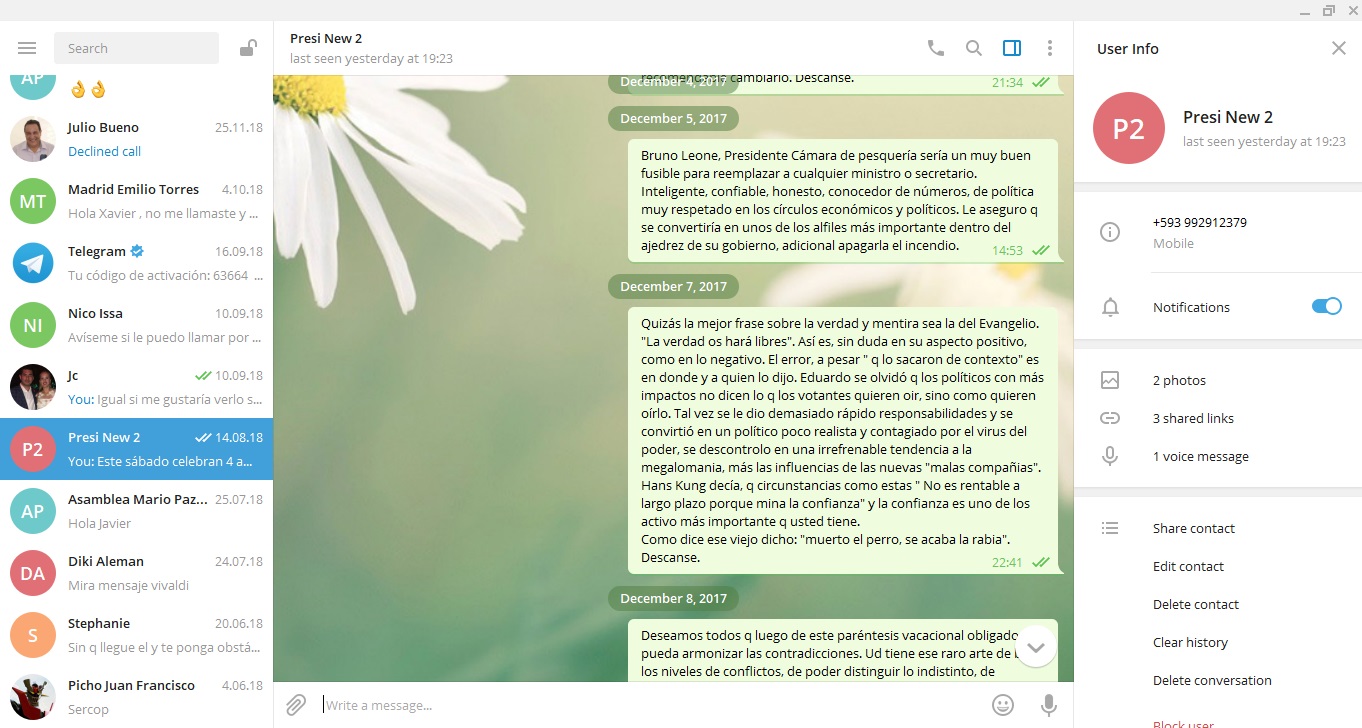 Search
AP
👌👌
Julio Bueno 25.11.18
Declined call
MT
Madrid Emilio Torres 4.10.18
Hola Xavier , no me llamaste y ...
Telegram 16.09.18
Tu código de activación: 63664 ...
NI
Nico Issa 10.09.18
Avíseme si le puedo llamar por ...
Jc 10.09.18
You: Igual si me gustaría verlo s...
P2
Presi New 2 14.08.18
You: Este sábado celebran 4 a...
AP
Asamblea Mario Paz... 25.07.18
Hola Javier
DA
Diki Aleman 24.07.18
Mira mensaje vivaldi
S
Stephanie 20.06.18
Sin q llegue el y te ponga obstá...
Picho Juan Francisco 4.06.18
Sercop
Presi New 2
last seen yesterday at 19:23
cambiarlo. Descanse.
December 4, 2017
21:34
December 5, 2017
Bruno Leone, Presidente Cámara de pesquería sería un muy buen
fusible para reemplazar a cualquier ministro o secretario.
Inteligente, confiable, honesto, conocedor de números, de política
muy respetado en los círculos económicos y políticos. Le aseguro q
se convertiría en unos de los alfiles más importante dentro del
ajedrez de su gobierno, adicional apagarla el incendio.
14:53
December 7, 2017
Quizás la mejor frase sobre la verdad y mentira sea la del Evangelio.
"La verdad os hará libres". Así es, sin duda en su aspecto positivo,
como en lo negativo. El error, a pesar " q lo sacaron de contexto" es
en donde y a quien lo dijo. Eduardo se olvidó q los políticos con más
impactos no dicen lo q los votantes quieren oir, sino como quieren
oírlo. Tal vez se le dio demasiado rápido responsabilidades y se
convirtió en un político poco realista y contagiado por el virus del
poder, se descontrolo en una irrefrenable tendencia a la
megalomania, más las influencias de las nuevas "malas compañias".
Hans Kung decía, q circunstancias como estas " No es rentable a
largo plazo porque mina la confianza" y la confianza es uno de los
activo más importante q usted tiene.
Como dice ese viejo dicho: "muerto el perro, se acaba la rabia".
Descanse.
22:41
December 8, 2017
Deseamos todos q luego de este paréntesis vacacional obligado
pueda armonizar las contradicciones. Ud tiene ese raro arte de
los niveles de conflictos, de poder distinguir lo indistinto, de
Write a message...
User Info
P2
Presi New 2
last seen yesterday at 19:23
+593 992912379
Mobile
Notifications
2 photos
3 shared links
1 voice message
Share contact
Edit contact
Delete contact
Clear history
Delete conversation
Block user